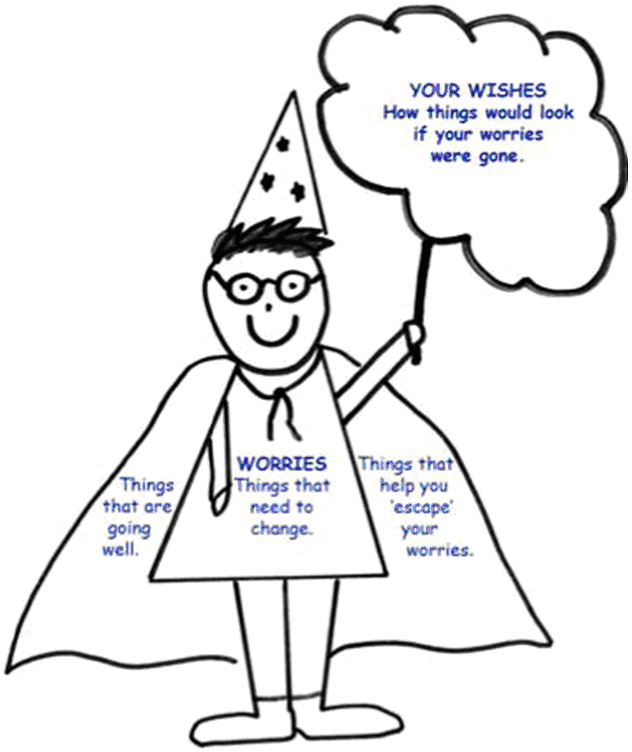 YOUR WISHES
How things would look
if your worries
were gone.
Things
that are
going
well.
WORRIES
Things that
need to
change.
Things that
help you
'escape'
your
worries.